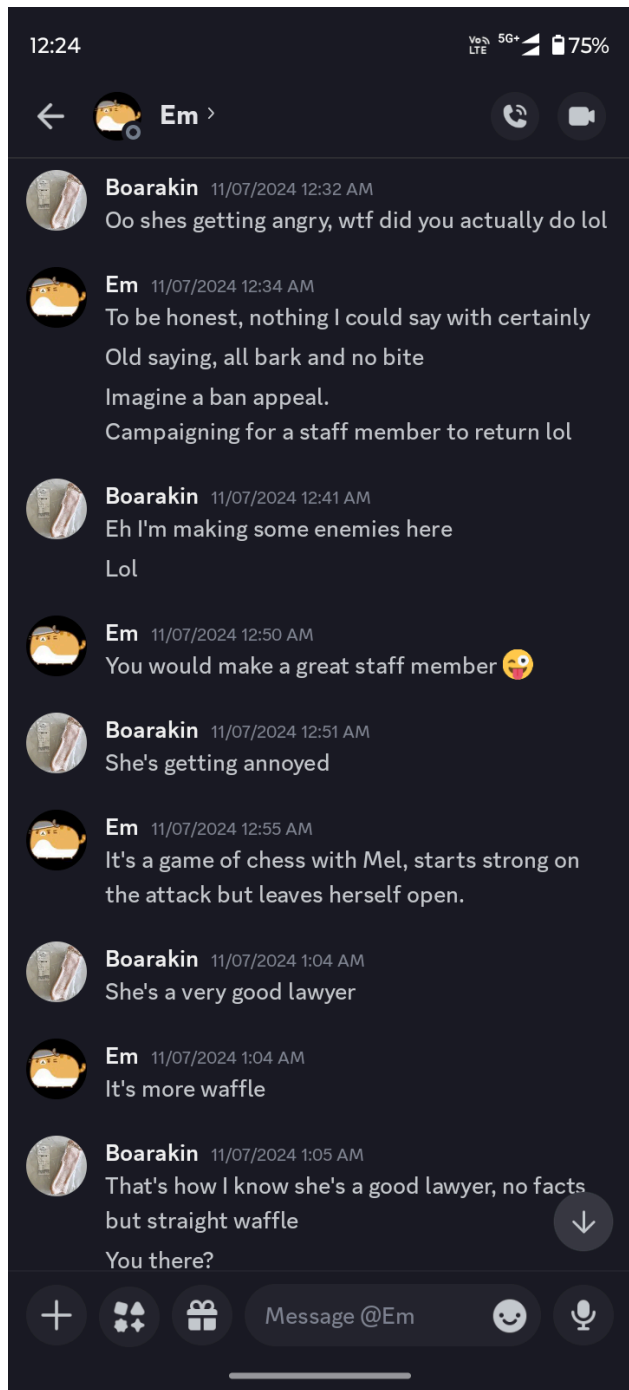 12:24
Vo LTE 5G+ 75%
Em
Boarakin 11/07/2024 12:32 AM
Oo shes getting angry, wtf did you actually do lol
Em 11/07/2024 12:34 AM
To be honest, nothing I could say with certainly
Old saying, all bark and no bite
Imagine a ban appeal.
Campaigning for a staff member to return lol
Boarakin 11/07/2024 12:41 AM
Eh I'm making some enemies here
Lol
Em 11/07/2024 12:50 AM
You would make a great staff member 😜
Boarakin 11/07/2024 12:51 AM
She's getting annoyed
Em 11/07/2024 12:55 AM
It's a game of chess with Mel, starts strong on
the attack but leaves herself open.
Boarakin 11/07/2024 1:04 AM
She's a very good lawyer
Em 11/07/2024 1:04 AM
It's more waffle
Boarakin 11/07/2024 1:05 AM
That's how I know she's a good lawyer, no facts
but straight waffle
You there?
Message @Em